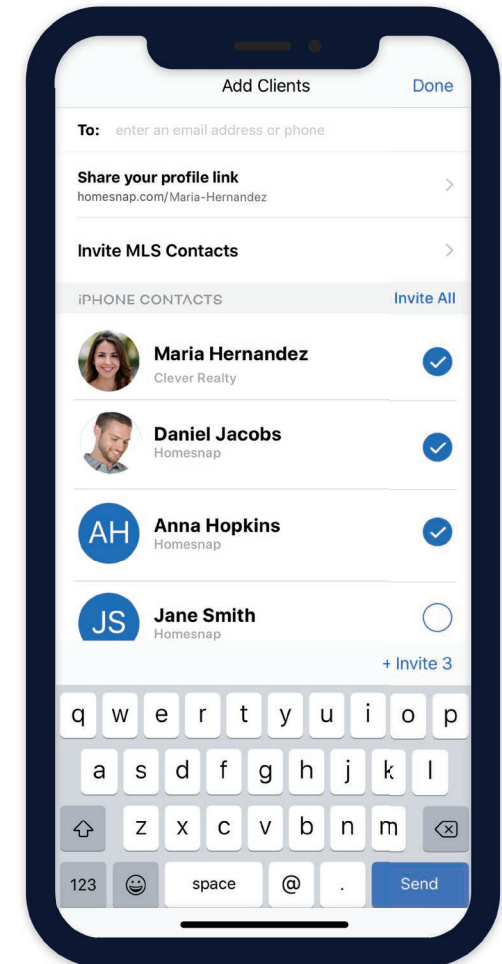 Add Clients Done
To: enter an email address or phone
Share your profile link
homesnap.com/Maria-Hernandez
Invite MLS Contacts
iPHONE CONTACTS Invite All
Maria Hernandez
Clever Realty
Daniel Jacobs
Homesnap
AH Anna Hopkins
Homesnap
JS Jane Smith
Homesnap
+ Invite 3
q w e r t y u i o p
a s d f g h j k l
z x c v b n m
123 space @ . Send